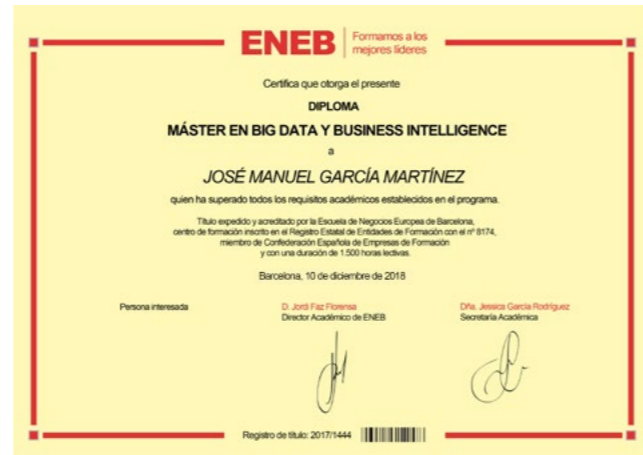 ENEB
Formamos a los
mejores líderes
Certifica que otorga el presente
DIPLOMA
MÁSTER EN BIG DATA Y BUSINESS INTELLIGENCE
a
JOSÉ MANUEL GARCÍA MARTÍNEZ
quien ha superado todos los requisitos académicos establecidos en el programa.
Título expedido y acreditado por la Escuela de Negocios Europea de Barcelona,
centro de formación inscrito en el Registro Estatal de Entidades de Formación con el nº 8174,
miembro de Confederación Española de Empresas de Formación
y con una duración de 1.500 horas lectivas.
Barcelona, 10 de diciembre de 2018
Persona interesada
D. Jordi Faz Florensa
Director Académico de ENEB
Dña. Jessica García Rodríguez
Secretaría Académica
Registro de título: 2017/1444